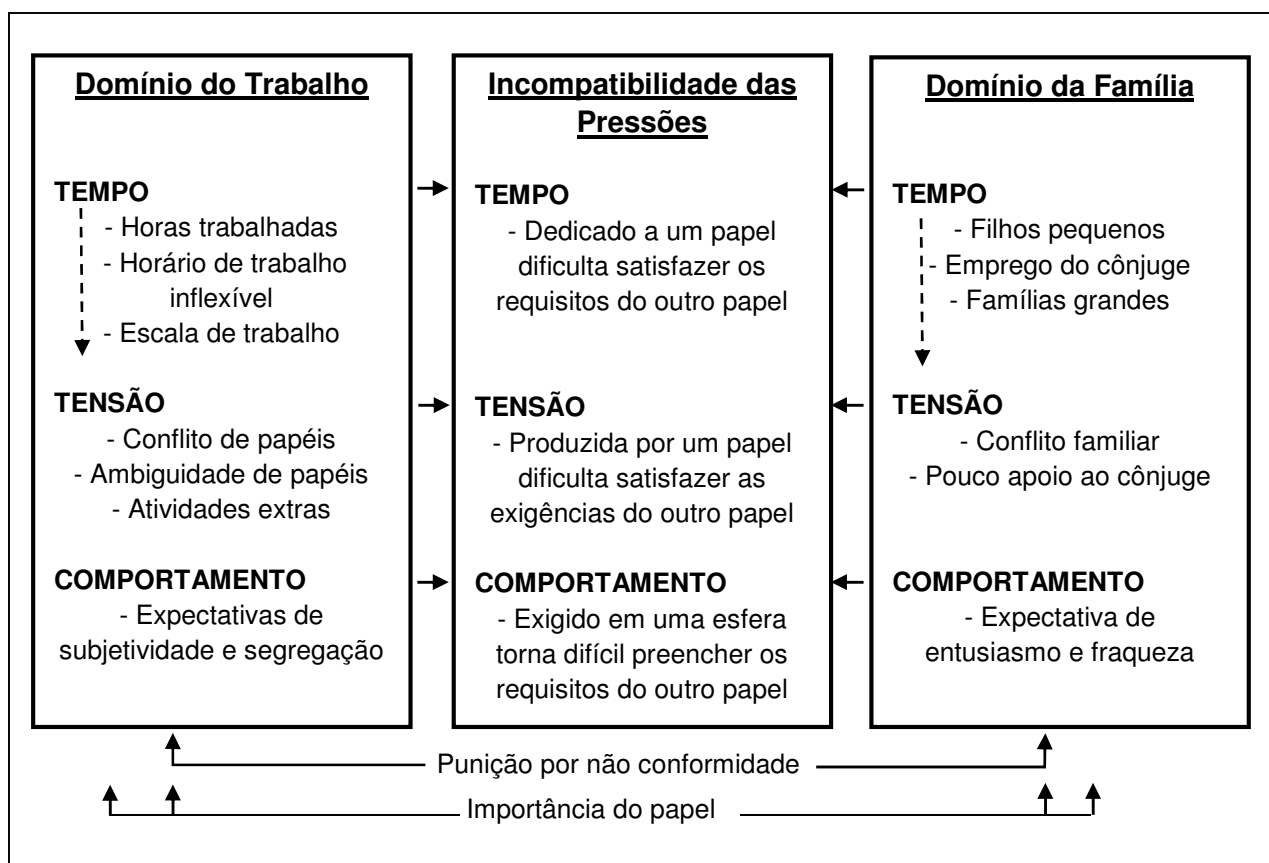 Domínio do Trabalho
TEMPO
- Horas trabalhadas
- Horário de trabalho
inflexível
- Escala de trabalho
TENSÃO
- Conflito de papéis
- Ambiguidade de papéis
- Atividades extras
COMPORTAMENTO
- Expectativas de
subjetividade e segregação
Incompatibilidade das
Pressões
TEMPO
- Dedicado a um papel
dificulta satisfazer os
requisitos do outro papel
TENSÃO
- Produzida por um papel
dificulta satisfazer as
exigências do outro papel
COMPORTAMENTO
- Exigido em uma esfera
torna difícil preencher os
requisitos do outro papel
Domínio da Família
TEMPO
- Filhos pequenos
- Emprego do cônjuge
- Famílias grandes
TENSÃO
- Conflito familiar
- Pouco apoio ao cônjuge
COMPORTAMENTO
- Expectativa de
entusiasmo e fraqueza
Punição por não conformidade
Importância do papel